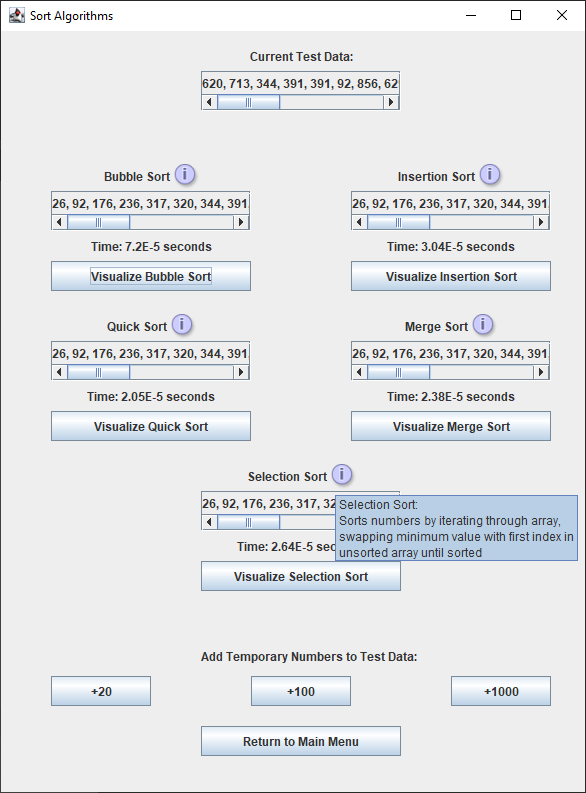 Sort Algorithms
Current Test Data:
620, 713, 344, 391, 391, 92, 856, 62
Bubble Sort i
Insertion Sort i
26, 92, 176, 236, 317, 320, 344, 391,
26, 92, 176, 236, 317, 320, 344, 391,
Time: 7.2E-5 seconds
Time: 3.04E-5 seconds
Visualize Bubble Sort
Visualize Insertion Sort
Quick Sort i
Merge Sort i
26, 92, 176, 236, 317, 320, 344, 391,
26, 92, 176, 236, 317, 320, 344, 391,
Time: 2.05E-5 seconds
Time: 2.38E-5 seconds
Visualize Quick Sort
Visualize Merge Sort
Selection Sort i
26, 92, 176, 236, 317, 32
Selection Sort:
Sorts numbers by iterating through array,
swapping minimum value with first index in
unsorted array until sorted
Time: 2.64E-5 sec
Visualize Selection Sort
Add Temporary Numbers to Test Data:
+20
+100
+1000
Return to Main Menu